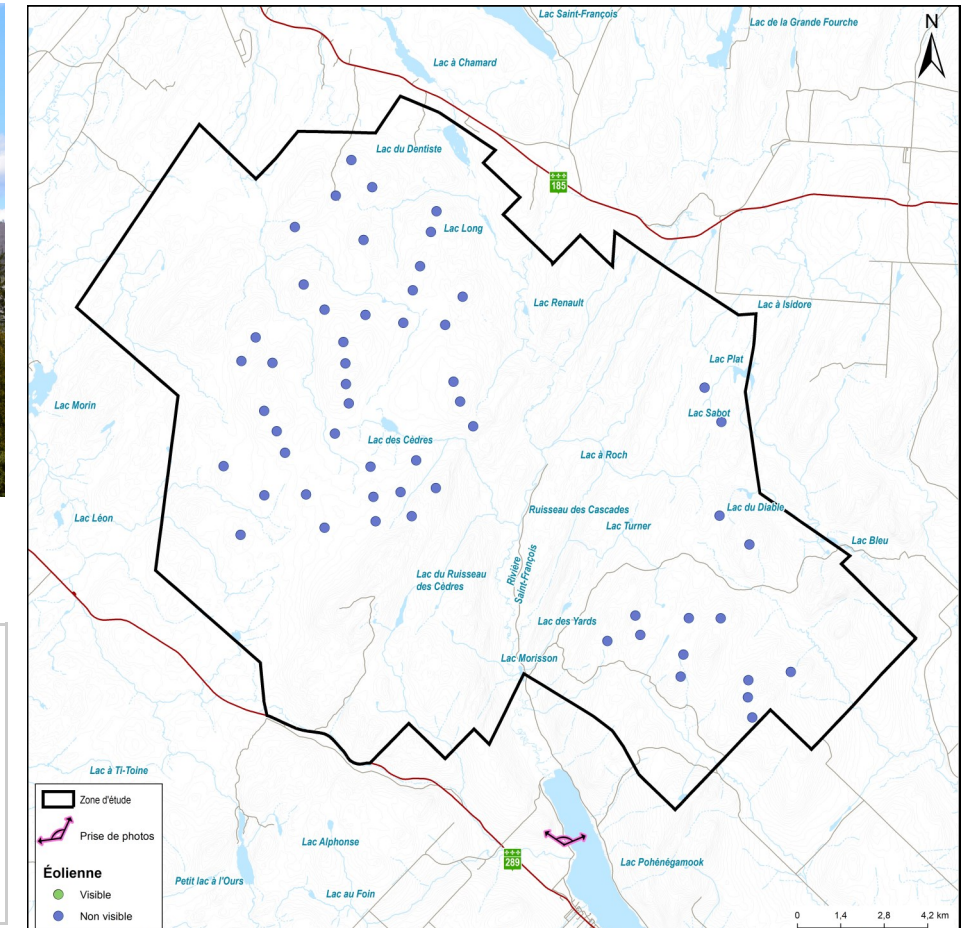 Lac Saint-François
Lac de la Grande Fourche
N
Lac à Chamard
Lac du Dentiste
185
Lac Long
Lac Renault
Lac à Isidore
Lac Plat
Lac Morin
Lac Sabot
Lac des Cèdres
Lac à Roch
Lac Léon
Ruisseau des Cascades
Lac du Diable
Lac Turner
Lac Bleu
Rivière
Saint-François
Lac du Ruisseau
des Cèdres
Lac des Yards
Lac Morisson
Lac à Ti-Toine
Zone d'étude
Prise de photos
Lac Alphonse
289
Lac Pohénégamook
Éolienne
Petit lac à l'Ours
Visible
Lac au Foin
Non visible
0 1,4 2,8 4,2 km